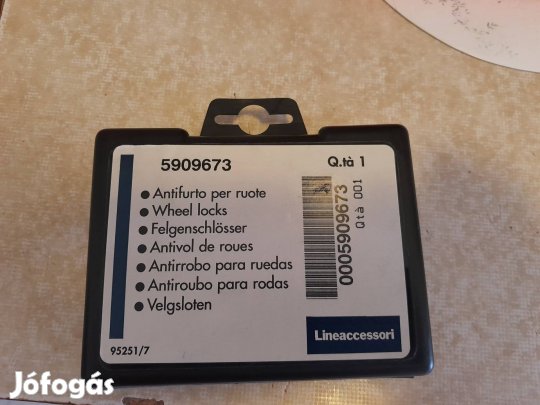 5909673
Q.tà 1
Antifurto per ruote
Wheel locks
Felgenschlösser
Antivol de roues
Antirrobo para ruedas
Antiroubo para rodas
Velgsloten
0005909673
Qtà 001
Lineaccessori
95251/7
Jófogás